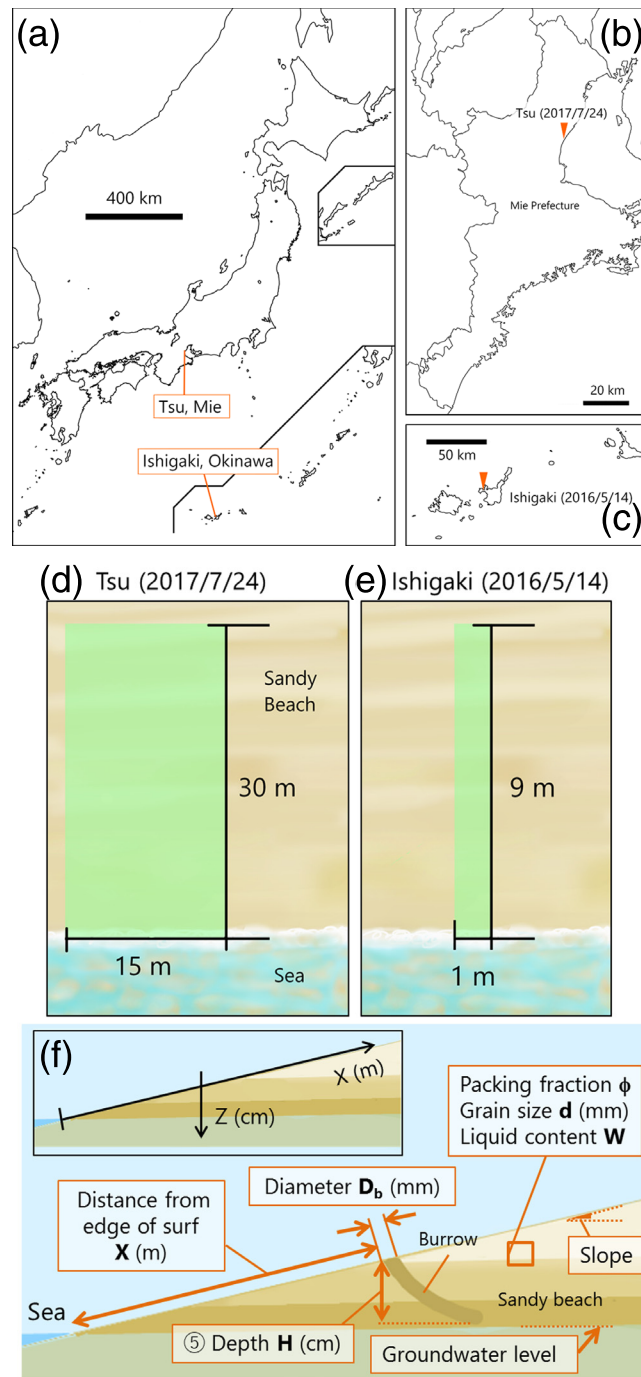 (a)
400 km
Tsu, Mie
Ishigaki, Okinawa
(b)
Tsu (2017/7/24)
Mie Prefecture
20 km
50 km
Ishigaki (2016/5/14)
(c)
(d) Tsu (2017/7/24)
Sandy
Beach
30 m
15 m
Sea
(e) Ishigaki (2016/5/14)
9 m
1 m
(f)
X (m)
Z (cm)
Packing fraction ϕ
Grain size d (mm)
Liquid content W
Diameter D_b (mm)
Distance from
edge of surf
X (m)
Burrow
Slope
Sea
Sandy beach
⑤ Depth H (cm)
Groundwater level